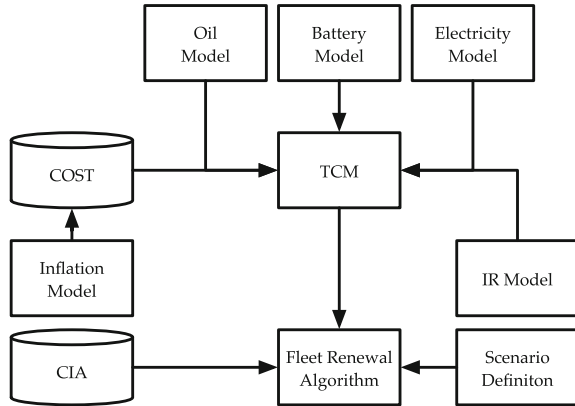 Oil
Model
Battery
Model
Electricity
Model
COST
TCM
Inflation
Model
IR Model
CIA
Fleet Renewal
Algorithm
Scenario
Definiton